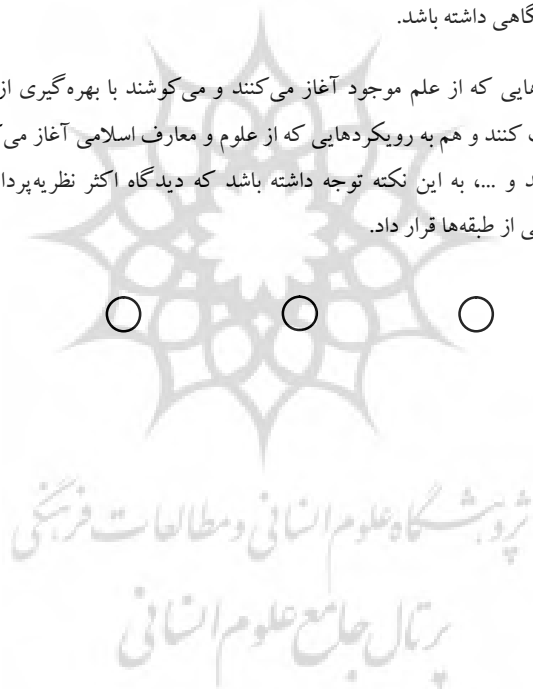 گاهی داشته باشد.
هایی که از علم موجود آغاز می‌کنند و می‌کوشند با بهره‌گیری از
کنند و هم به رویکردهایی که از علوم و معارف اسلامی آغاز می
د و ...، به این نکته توجه داشته باشد که دیدگاه اکثر نظریه‌پردا
ی از طبقه‌ها قرار داد.
پژوهشگاه علوم انسانی و مطالعات فرهنگی
پرتال جامع علوم انسانی